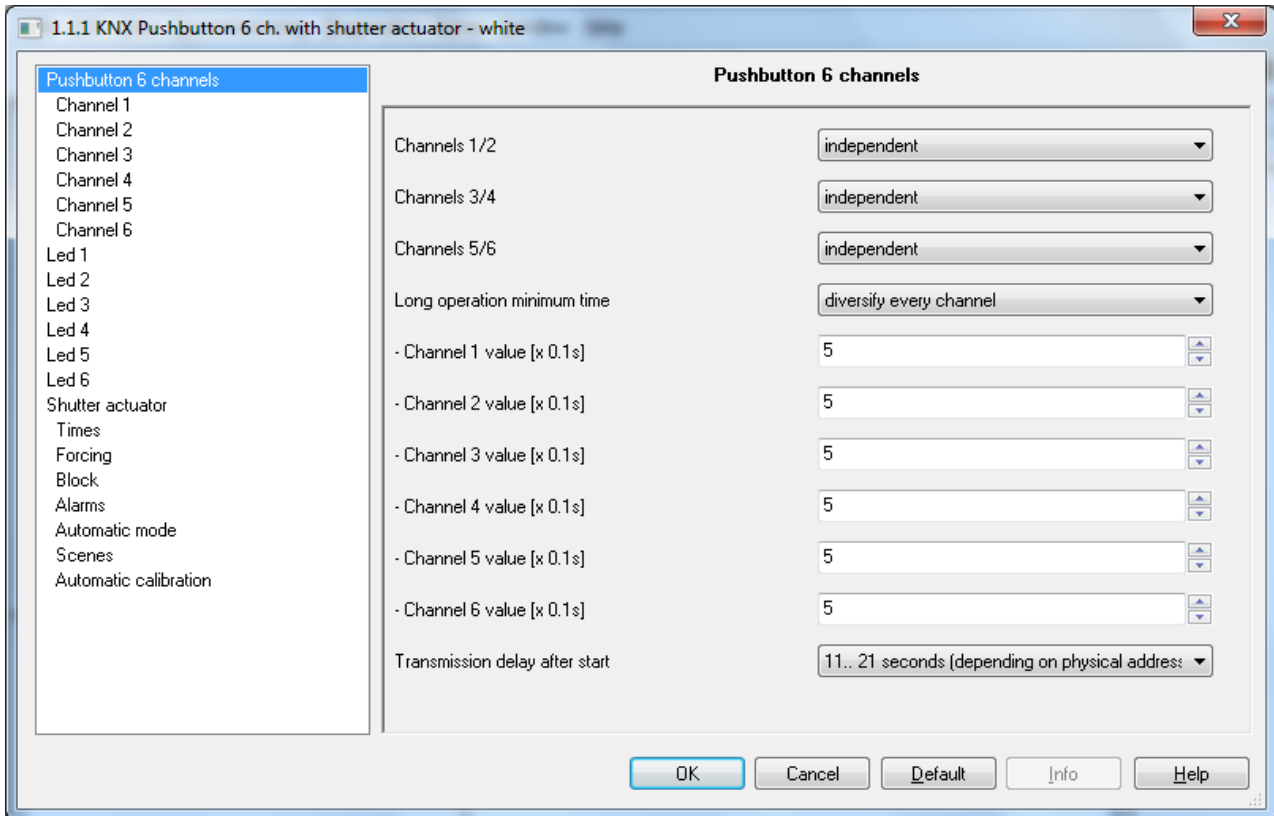 1.1.1 KNX Pushbutton 6 ch. with shutter actuator - white
Pushbutton 6 channels
Channel 1
Channel 2
Channel 3
Channel 4
Channel 5
Channel 6
Led 1
Led 2
Led 3
Led 4
Led 5
Led 6
Shutter actuator
Times
Forcing
Block
Alarms
Automatic mode
Scenes
Automatic calibration
Pushbutton 6 channels
Channels 1/2 independent
Channels 3/4 independent
Channels 5/6 independent
Long operation minimum time diversify every channel
- Channel 1 value [x 0.1s] 5
- Channel 2 value [x 0.1s] 5
- Channel 3 value [x 0.1s] 5
- Channel 4 value [x 0.1s] 5
- Channel 5 value [x 0.1s] 5
- Channel 6 value [x 0.1s] 5
Transmission delay after start 11.. 21 seconds (depending on physical address
OK Cancel Default Info Help